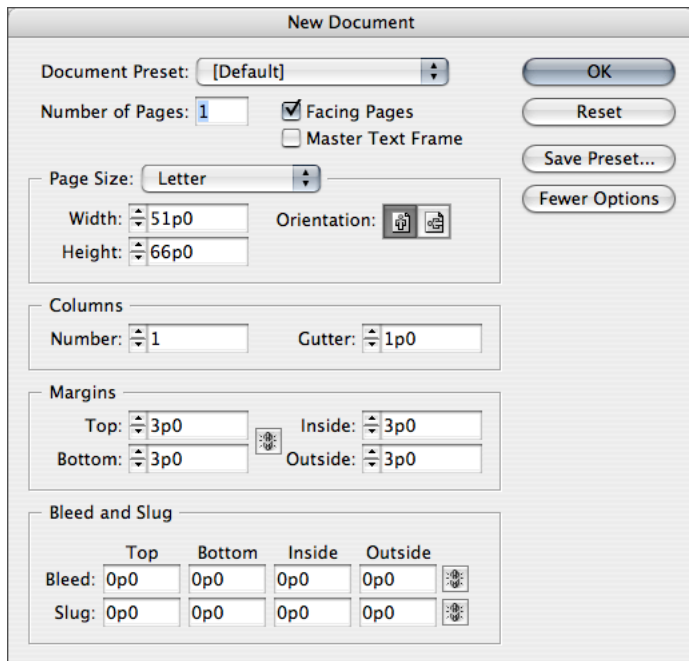 New Document
Document Preset: [Default]
OK
Number of Pages: 1
Facing Pages
Reset
Master Text Frame
Save Preset...
Page Size: Letter
Fewer Options
Width: 51p0
Orientation:
Height: 66p0
Columns
Number: 1 Gutter: 1p0
Margins
Top: 3p0 Inside: 3p0
Bottom: 3p0 Outside: 3p0
Bleed and Slug
Top Bottom Inside Outside
Bleed: 0p0 0p0 0p0 0p0
Slug: 0p0 0p0 0p0 0p0